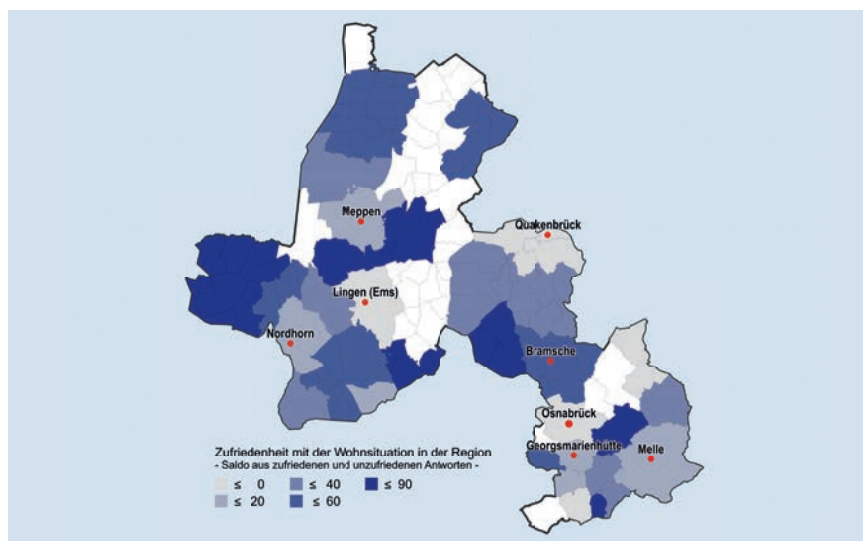 Meppen
Quakenbrück
Lingen (Ems)
Nordhorn
Bramsche
Osnabrück
Georgsmarienhütte
Melle
Zufriedenheit mit der Wohnsituation in der Region
- Saldo aus zufriedenen und unzufriedenen Antworten -
≤ 0 ≤ 40 ≤ 90
≤ 20 ≤ 60